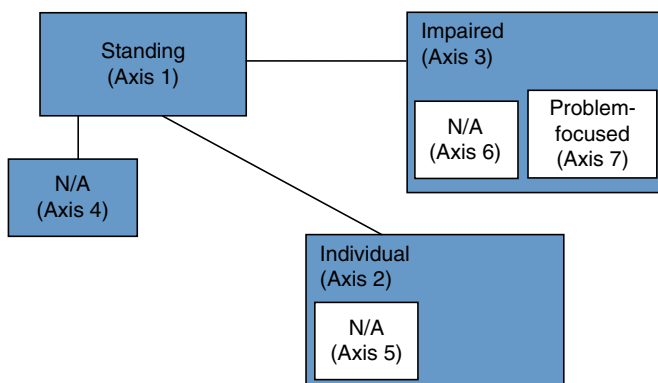 Standing
(Axis 1)
Impaired
(Axis 3)
N/A
(Axis 6)
Problem-
focused
(Axis 7)
N/A
(Axis 4)
Individual
(Axis 2)
N/A
(Axis 5)